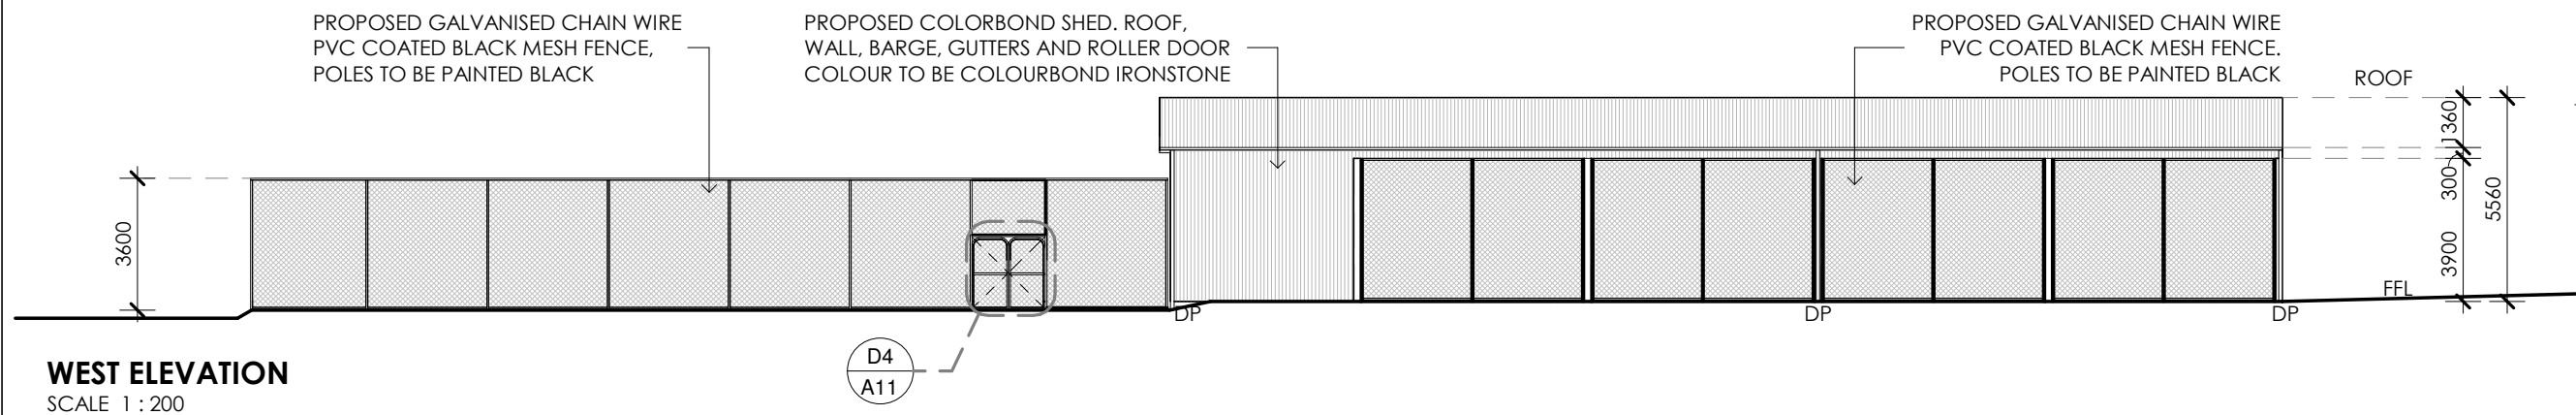 PROPOSED GALVANISED CHAIN WIRE
PVC COATED BLACK MESH FENCE,
POLES TO BE PAINTED BLACK
PROPOSED COLORBOND SHED. ROOF,
WALL, BARGE, GUTTERS AND ROLLER DOOR
COLOUR TO BE COLOURBOND IRONSTONE
PROPOSED GALVANISED CHAIN WIRE
PVC COATED BLACK MESH FENCE.
POLES TO BE PAINTED BLACK
ROOF
1360
300
5560
3900
3600
FFL
DP
DP
DP
D4
A11
WEST ELEVATION
SCALE 1 : 200